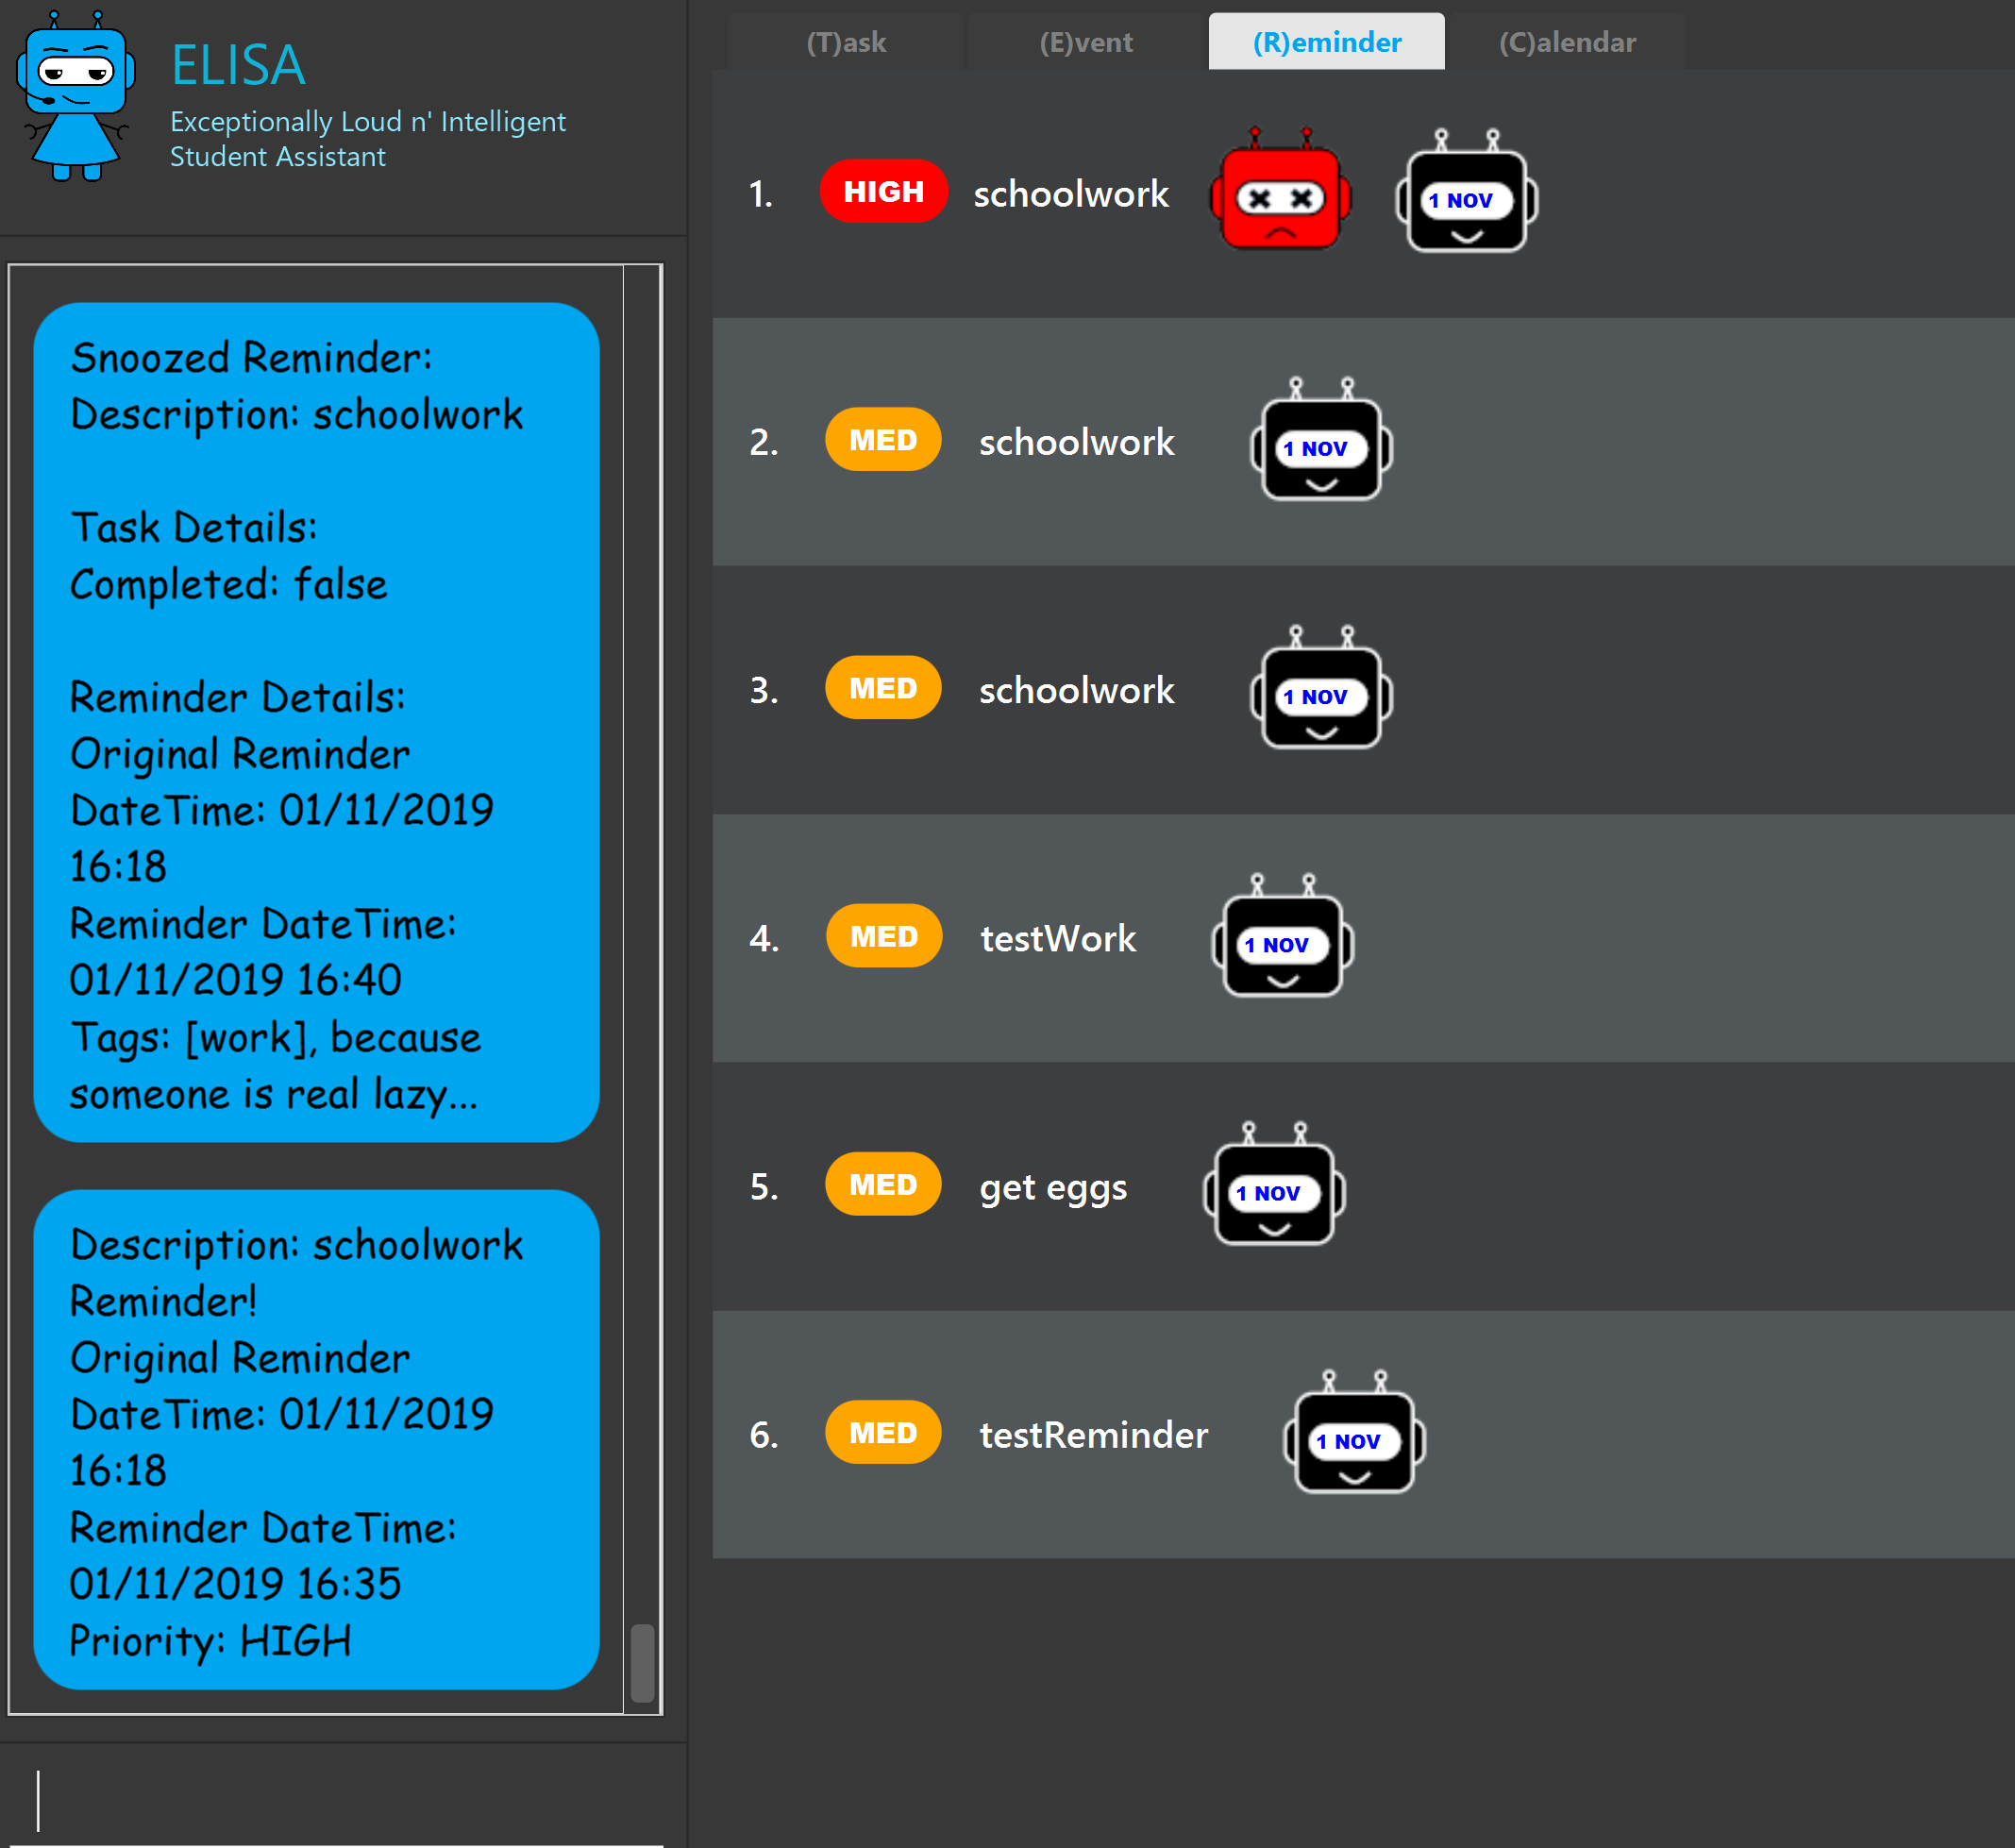 ELISA
Exceptionally Loud n' Intelligent
Student Assistant
Snoozed Reminder:
Description: schoolwork
Task Details:
Completed: false
Reminder Details:
Original Reminder
DateTime: 01/11/2019
16:18
Reminder DateTime:
01/11/2019 16:40
Tags: [work], because
someone is real lazy...
Description: schoolwork
Reminder!
Original Reminder
DateTime: 01/11/2019
16:18
Reminder DateTime:
01/11/2019 16:35
Priority: HIGH
(T)ask (E)vent (R)eminder (C)alendar
1. HIGH schoolwork 1 NOV
2. MED schoolwork 1 NOV
3. MED schoolwork 1 NOV
4. MED testWork 1 NOV
5. MED get eggs 1 NOV
6. MED testReminder 1 NOV